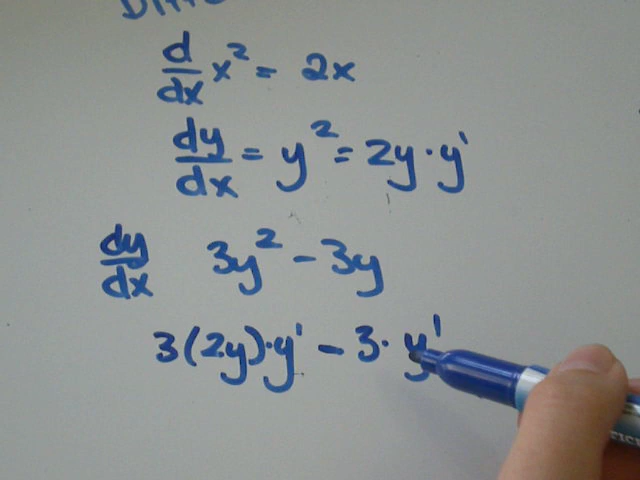 d/dx x² = 2x
dy/dx = y² = 2y · y'
dy/dx 3y² - 3y
3(2y)·y' - 3· y'